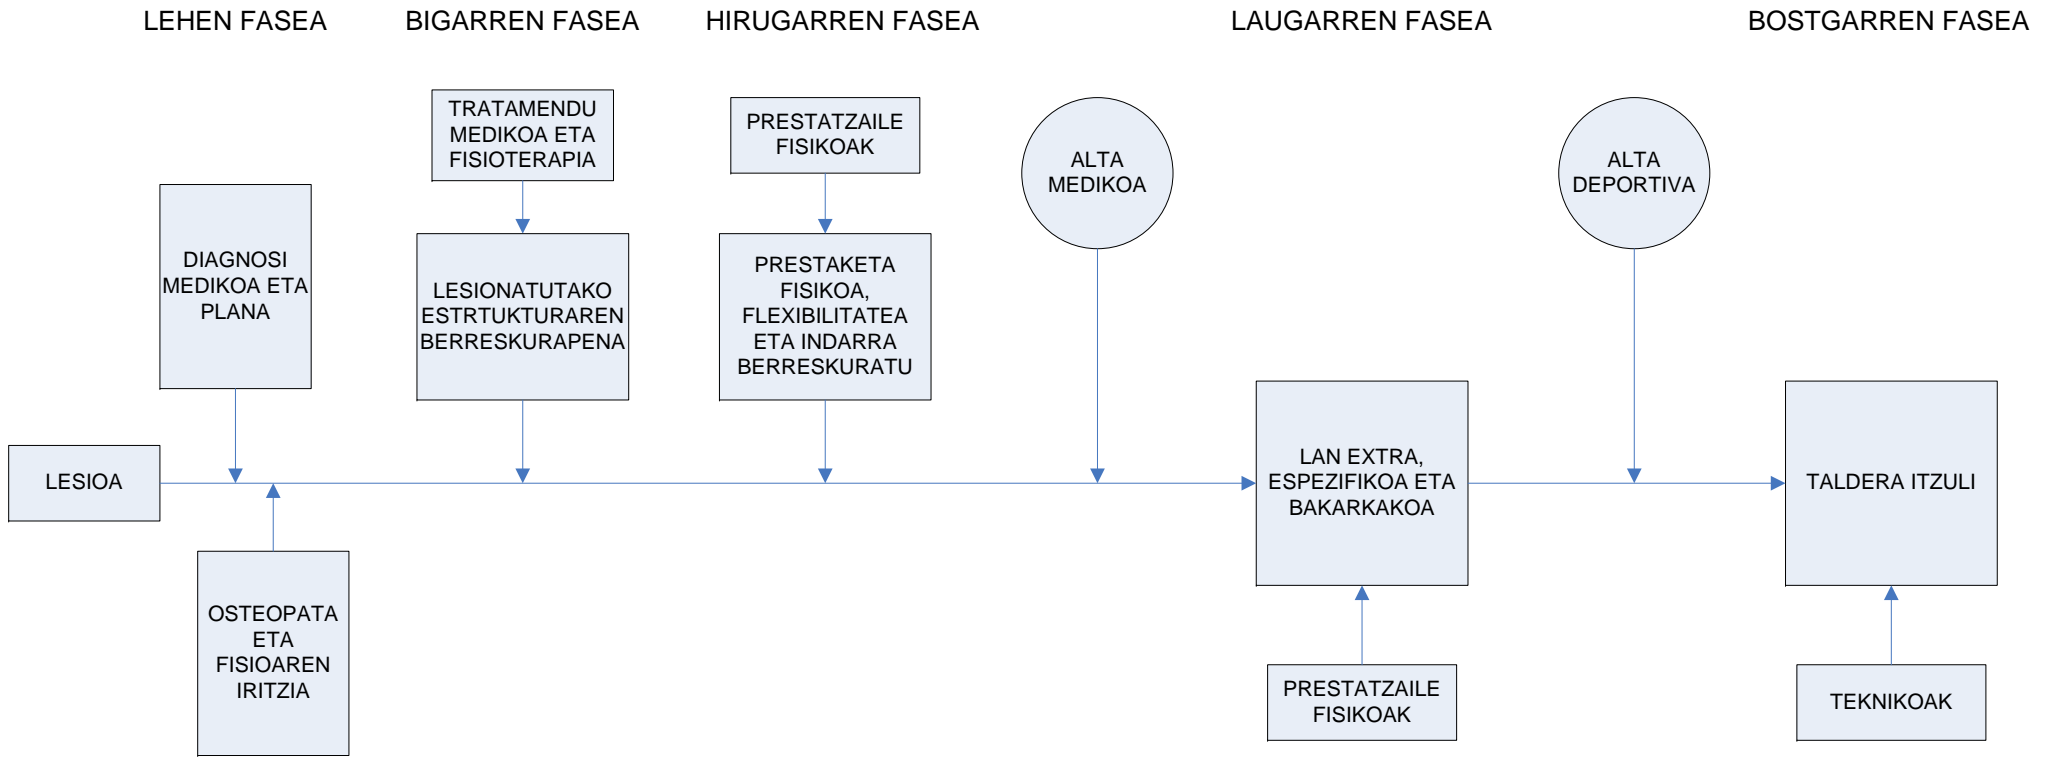 LEHEN FASEA
BIGARREN FASEA
HIRUGARREN FASEA
LAUGARREN FASEA
BOSTGARREN FASEA
TRATAMENDU
MEDIKOA ETA
FISIOTERAPIA
PRESTATZAILE
FISIKOAK
ALTA
MEDIKOA
ALTA
DEPORTIVA
DIAGNOSI
MEDIKOA ETA
PLANA
LESIONATUTAKO
ESTRTUKTURAREN
BERRESKURAPENA
PRESTAKETA
FISIKOA,
FLEXIBILITATEA
ETA INDARRA
BERRESKURATU
LESIOA
LAN EXTRA,
ESPEZIFIKOA ETA
BAKARKAKOA
TALDERA ITZULI
OSTEOPATA
ETA
FISIOAREN
IRITZIA
PRESTATZAILE
FISIKOAK
TEKNIKOAK